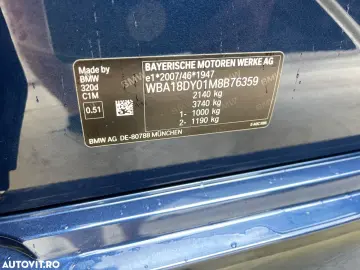 Made by
BMW
320d
C1M
0.51
BAYERISCHE MOTOREN WERKE AG
e1*2007/46*1947
WBA18DY01M8B76359
2140 kg
3740 kg
1- 1000 kg
2- 1190 kg
BMW AG DE-80788 MÜNCHEN
autovit.ro